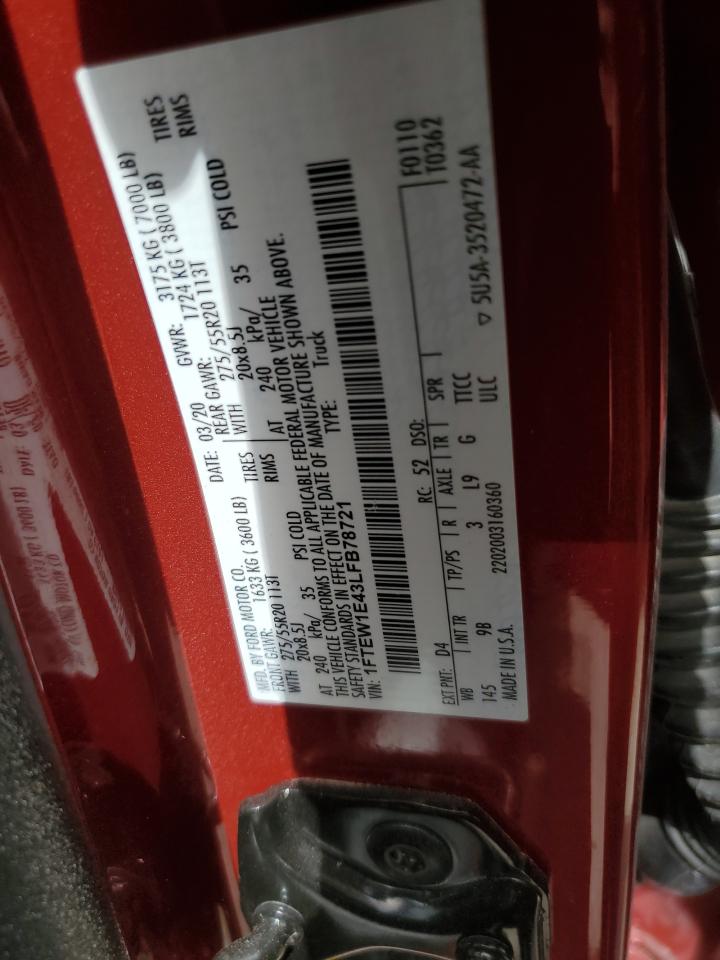 MFD. BY FORD MOTOR CO.
DATE: 03/20 GVWR: 3175 KG ( 7000 LB)
FRONT GAWR: 1633 KG ( 3600 LB) REAR GAWR: 1724 KG ( 3800 LB)
WITH 275/55R20 113T TIRES WITH 275/55R20 113T TIRES
20x8.5J RIMS 20x8.5J RIMS
AT 240 kPa/ 35 PSI COLD AT 240 kPa/ 35 PSI COLD
THIS VEHICLE CONFORMS TO ALL APPLICABLE FEDERAL MOTOR VEHICLE
SAFETY STANDARDS IN EFFECT ON THE DATE OF MANUFACTURE SHOWN ABOVE.
VIN: 1FTEW1E43LFB78721 TYPE: Truck
F0110
T0362
EXT PNT: D4 RC: 52 DSO:
WB INT TR TP/PS R AXLE TR SPR
145 9B 3 L9 G TTCC
MADE IN U.S.A. 2202003160360 ULC
5U5A-3520472-AA